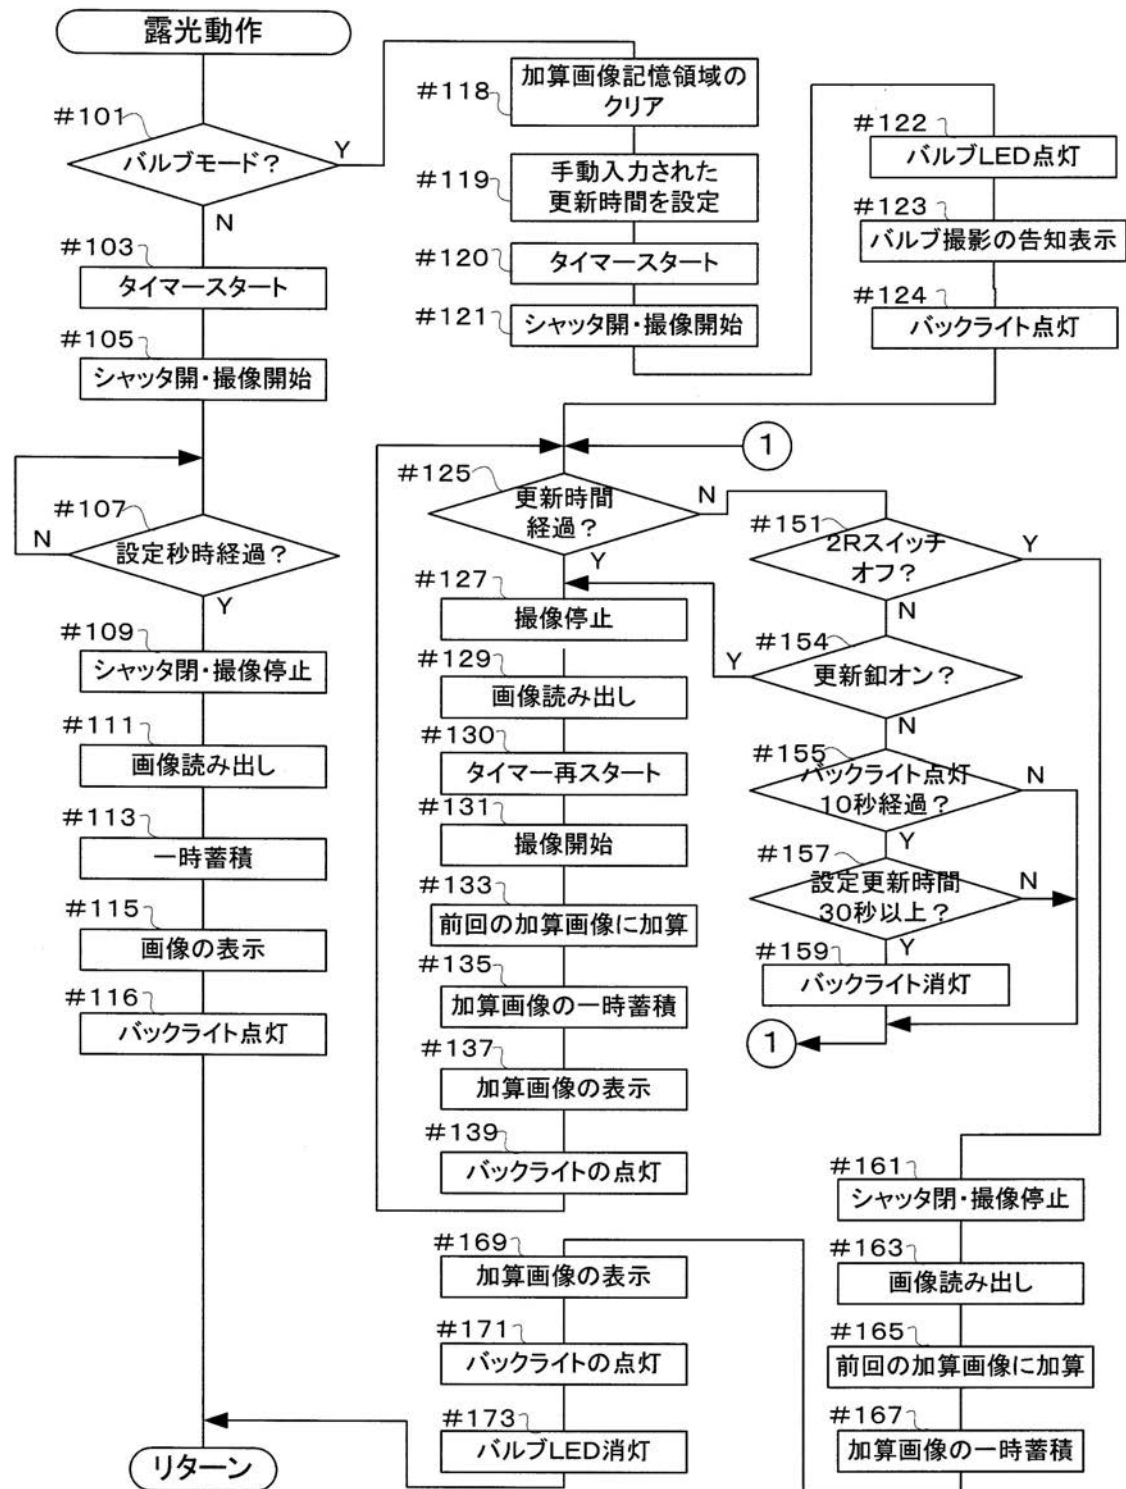 露光動作
#101
バルブモード？
Y
N
#103
タイマースタート
#105
シャッタ開・撮像開始
#107
設定秒時経過？
N
Y
#109
シャッタ閉・撮像停止
#111
画像読み出し
#113
一時蓄積
#115
画像の表示
#116
バックライト点灯
リターン
#118
加算画像記憶領域の
クリア
#119
手動入力された
更新時間を設定
#120
タイマースタート
#121
シャッタ開・撮像開始
#122
バルブLED点灯
#123
バルブ撮影の告知表示
#124
バックライト点灯
1
#125
更新時間
経過？
N
Y
#127
撮像停止
#129
画像読み出し
#130
タイマー再スタート
#131
撮像開始
#133
前回の加算画像に加算
#135
加算画像の一時蓄積
#137
加算画像の表示
#139
バックライトの点灯
#151
2Rスイッチ
オフ？
Y
N
#154
更新釦オン？
Y
N
#155
バックライト点灯
10秒経過？
N
Y
#157
設定更新時間
30秒以上？
N
Y
#159
バックライト消灯
1
#161
シャッタ閉・撮像停止
#163
画像読み出し
#165
前回の加算画像に加算
#167
加算画像の一時蓄積
#169
加算画像の表示
#171
バックライトの点灯
#173
バルブLED消灯